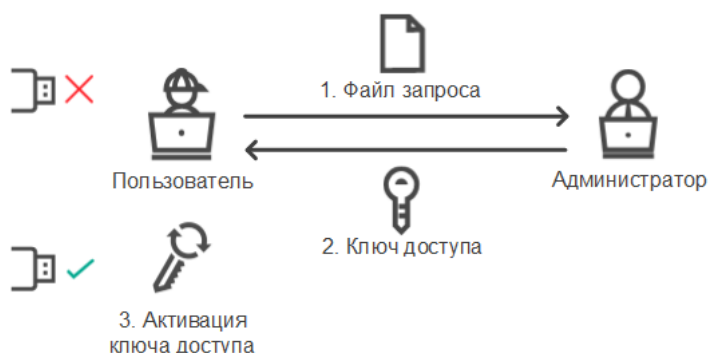 1. Файл запроса
Пользователь
Администратор
2. Ключ доступа
3. Активация
ключа доступа